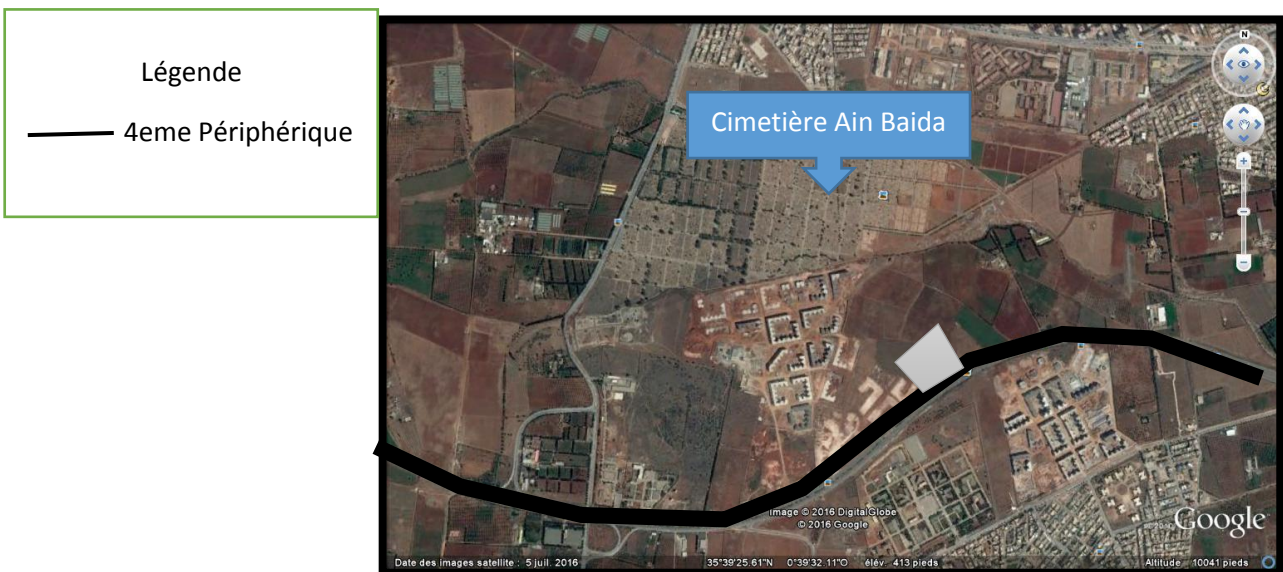 Légende
4eme Périphérique
Cimetière Ain Baida
N
Image © 2016 DigitalGlobe
© 2016 Google
Google
Date des images satellite : 5 juil. 2016
35°39'25.61"N 0°39'32.11"O élév. 413 pieds
Altitude 10041 pieds